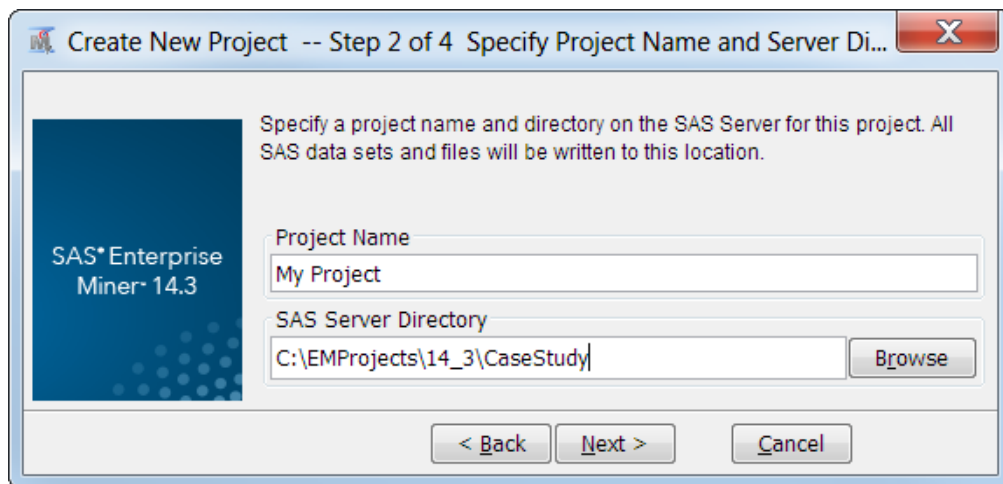 Create New Project -- Step 2 of 4 Specify Project Name and Server Di...
X
Specify a project name and directory on the SAS Server for this project. All
SAS data sets and files will be written to this location.
SAS® Enterprise
Miner™ 14.3
Project Name
My Project
SAS Server Directory
C:\EMProjects\14_3\CaseStudy
Browse
< Back
Next >
Cancel